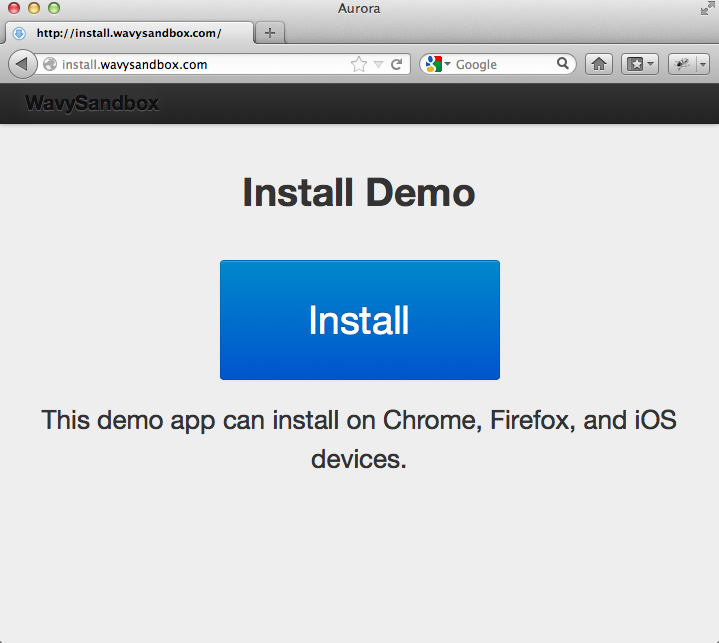 Aurora
http://install.wavysandbox.com/
install.wavysandbox.com
Google
WavySandbox
Install Demo
Install
This demo app can install on Chrome, Firefox, and iOS
devices.